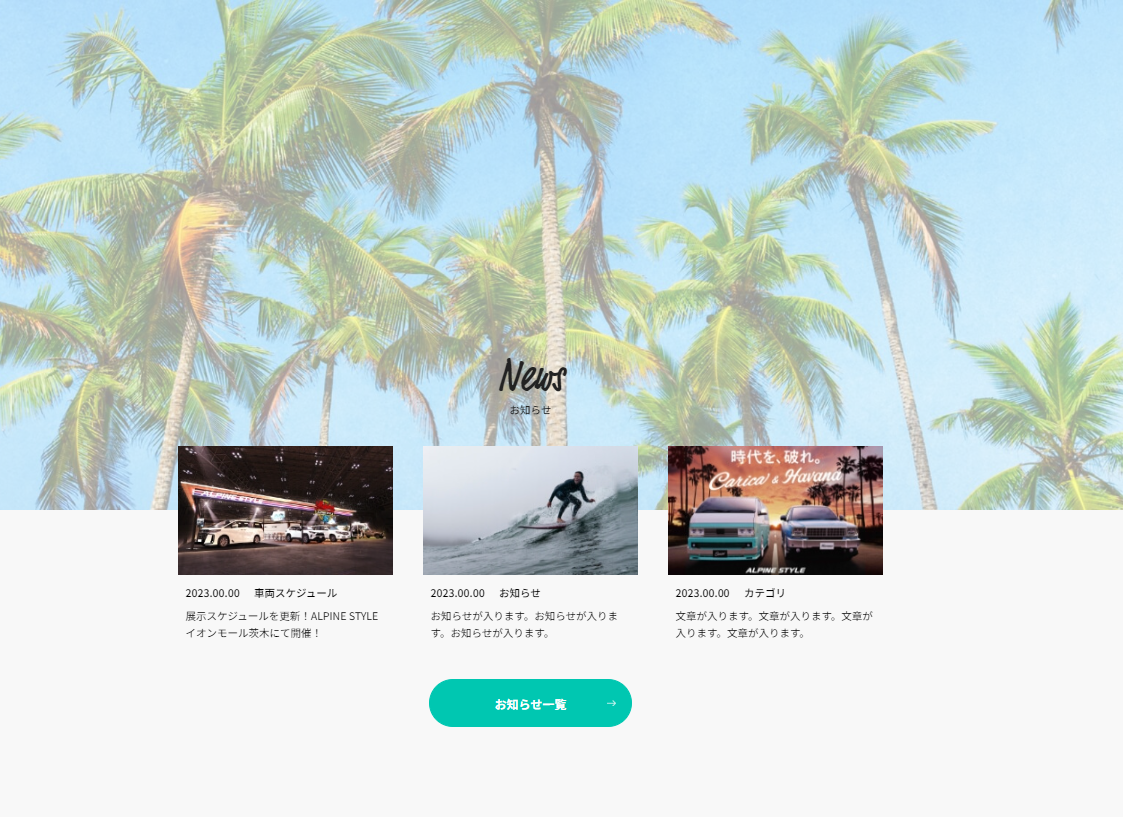 News
お知らせ
ALPINE STYLE
時代を、破れ。
Carica & Havana
ALPINE STYLE
2023.00.00 車両スケジュール
展示スケジュールを更新！ALPINE STYLE
イオンモール茨木にて開催！
2023.00.00 お知らせ
お知らせが入ります。お知らせが入りま
す。お知らせが入ります。
2023.00.00 カテゴリ
文章が入ります。文章が入ります。文章が
入ります。文章が入ります。
お知らせ一覧 →